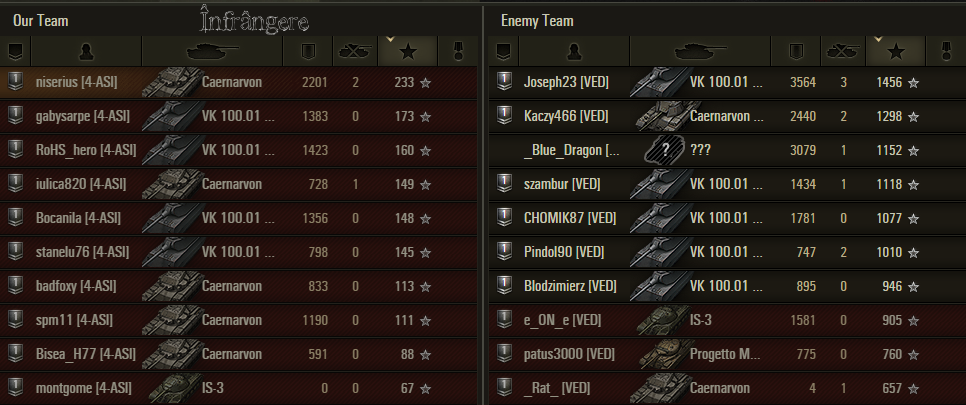 Our Team Înfrângere Enemy Team
niserius [4-ASI] Caernarvon 2201 2 233 Joseph23 [VED] VK 100.01 ... 3564 3 1456
gabysarpe [4-ASI] VK 100.01 ... 1383 0 173 Kaczy466 [VED] Caernarvon ... 2440 2 1298
RoHS_hero [4-ASI] VK 100.01 ... 1423 0 160 _Blue_Dragon [... ? ??? 3079 1 1152
iulica820 [4-ASI] Caernarvon 728 1 149 szambur [VED] VK 100.01 ... 1434 1 1118
Bocanila [4-ASI] VK 100.01 ... 1356 0 148 CHOMIK87 [VED] VK 100.01 ... 1781 0 1077
stanelu76 [4-ASI] VK 100.01 ... 798 0 145 Pindol90 [VED] VK 100.01 ... 747 2 1010
badfoxy [4-ASI] Caernarvon 833 0 113 Blodzimierz [VED] VK 100.01 ... 895 0 946
spm11 [4-ASI] Caernarvon 1190 0 111 e_ON_e [VED] IS-3 1581 0 905
Bisea_H77 [4-ASI] Caernarvon 591 0 88 patus3000 [VED] Progetto M... 775 0 760
montgome [4-ASI] IS-3 0 0 67 _Rat_ [VED] Caernarvon 4 1 657